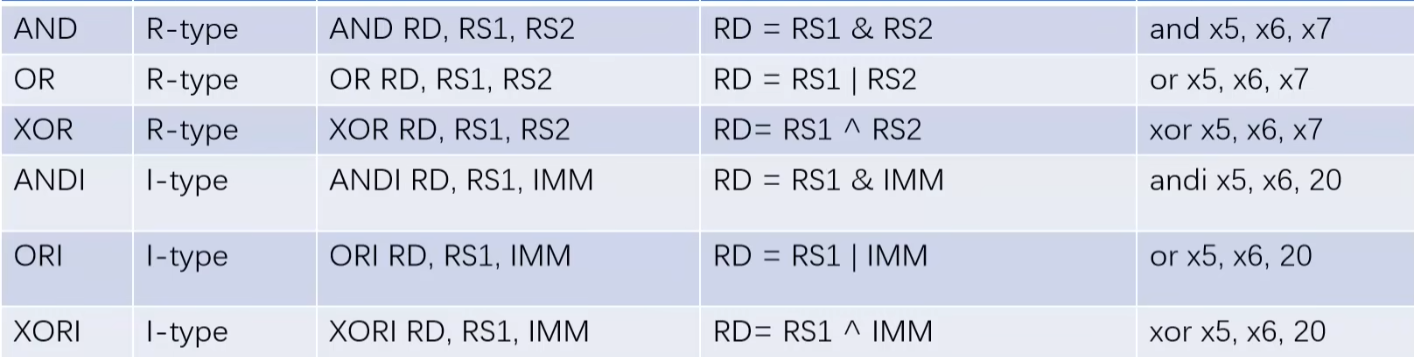 AND R-type AND RD, RS1, RS2 RD = RS1 & RS2 and x5, x6, x7
OR R-type OR RD, RS1, RS2 RD = RS1 | RS2 or x5, x6, x7
XOR R-type XOR RD, RS1, RS2 RD= RS1 ^ RS2 xor x5, x6, x7
ANDI I-type ANDI RD, RS1, IMM RD = RS1 & IMM andi x5, x6, 20
ORI I-type ORI RD, RS1, IMM RD = RS1 | IMM or x5, x6, 20
XORI I-type XORI RD, RS1, IMM RD= RS1 ^ IMM xor x5, x6, 20